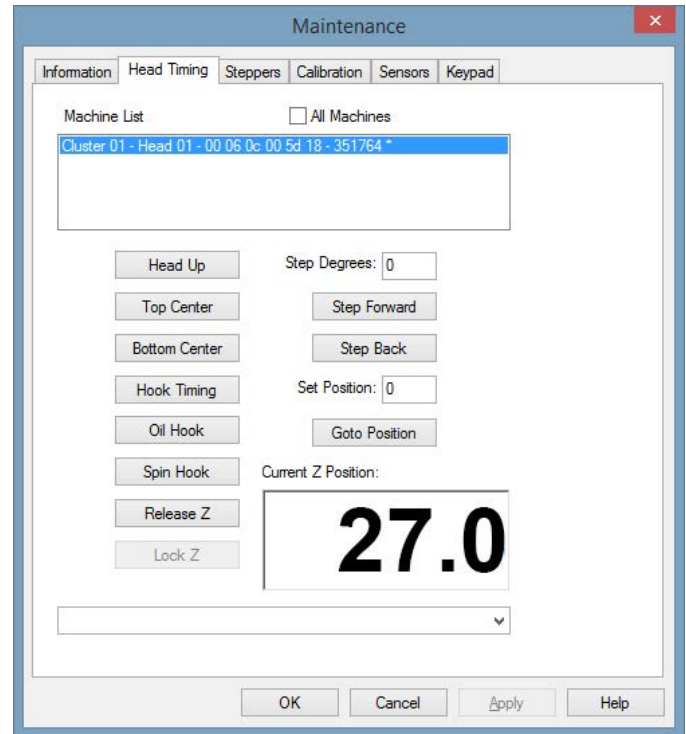 Maintenance
Information Head Timing Steppers Calibration Sensors Keypad
Machine List All Machines
Cluster 01 - Head 01 - 00 06 0c 00 5d 18 - 351764 *
Head Up Step Degrees: 0
Top Center Step Forward
Bottom Center Step Back
Hook Timing Set Position: 0
Oil Hook Goto Position
Spin Hook Current Z Position:
Release Z 27.0
Lock Z
OK Cancel Apply Help